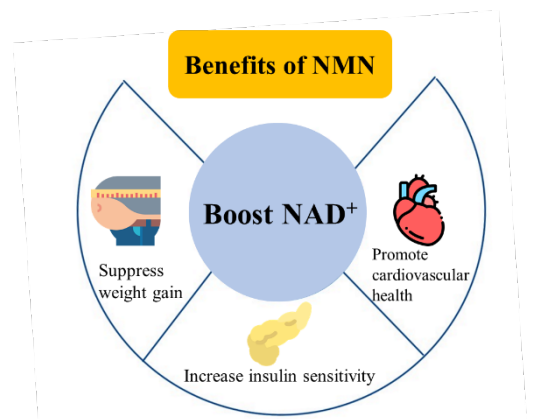 Benefits of NMN
Boost NAD⁺
Suppress
weight gain
Promote
cardiovascular
health
Increase insulin sensitivity